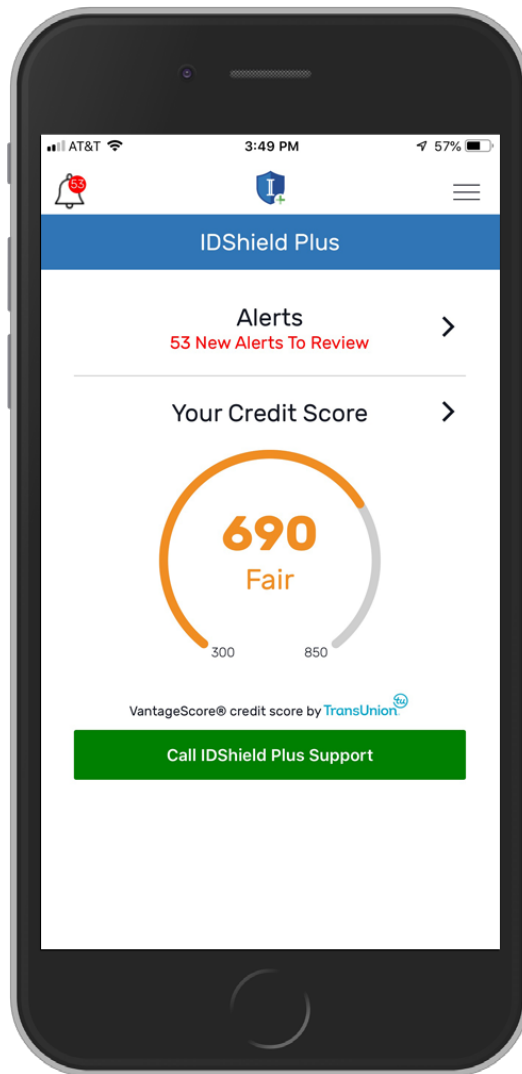 AT&T 3:49 PM 57%
53
I
IDShield Plus
Alerts
53 New Alerts To Review
Your Credit Score
690
Fair
300 850
VantageScore® credit score by TransUnion tu
Call IDShield Plus Support